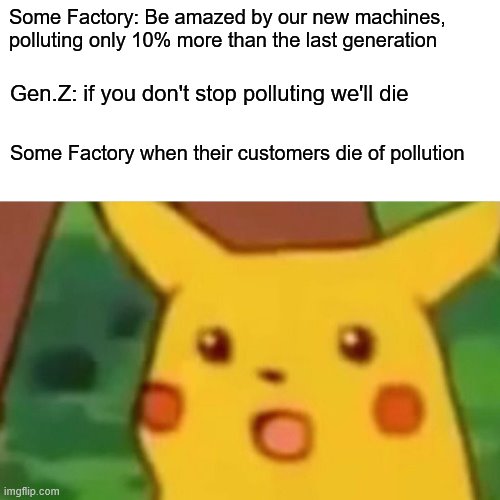 Some Factory: Be amazed by our new machines,
polluting only 10% more than the last generation
Gen.Z: if you don't stop polluting we'll die
Some Factory when their customers die of pollution
imgflip.com